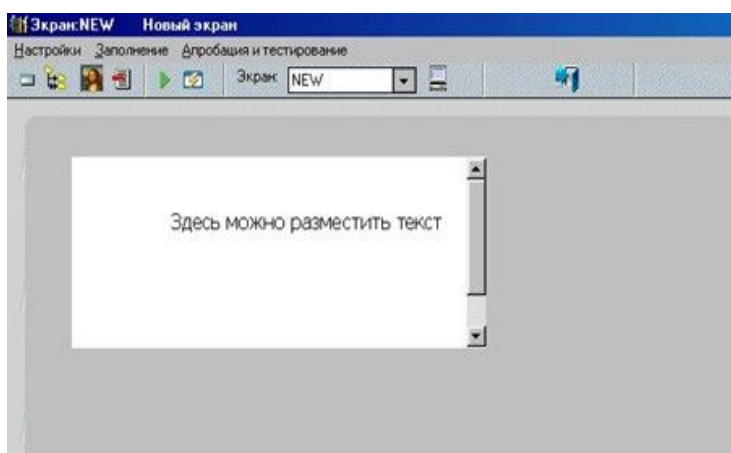 Экран:NEW Новый экран
Настройки Заполнение Апробация и тестирование
Экран: NEW
Здесь можно разместить текст